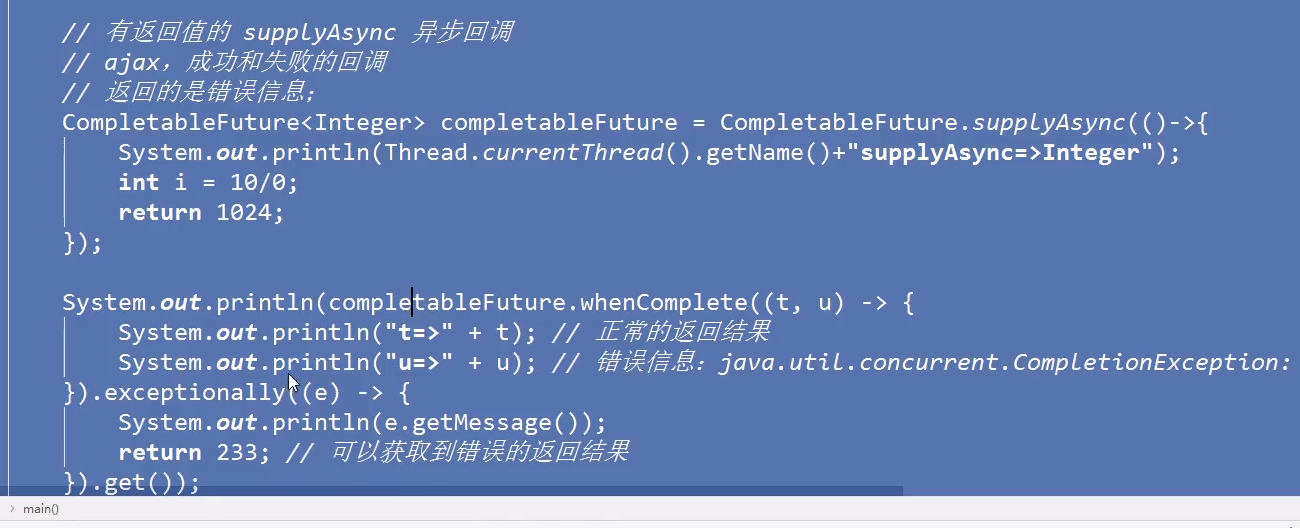 // 有返回值的 supplyAsync 异步回调
// ajax，成功和失败的回调
// 返回的是错误信息；
CompletableFuture<Integer> completableFuture = CompletableFuture.supplyAsync(()->{
System.out.println(Thread.currentThread().getName()+"supplyAsync=>Integer");
int i = 10/0;
return 1024;
});
System.out.println(completableFuture.whenComplete((t, u) -> {
System.out.println("t=>" + t); // 正常的返回结果
System.out.println("u=>" + u); // 错误信息：java.util.concurrent.CompletionException:
}).exceptionally((e) -> {
System.out.println(e.getMessage());
return 233; // 可以获取到错误的返回结果
}).get());
main()